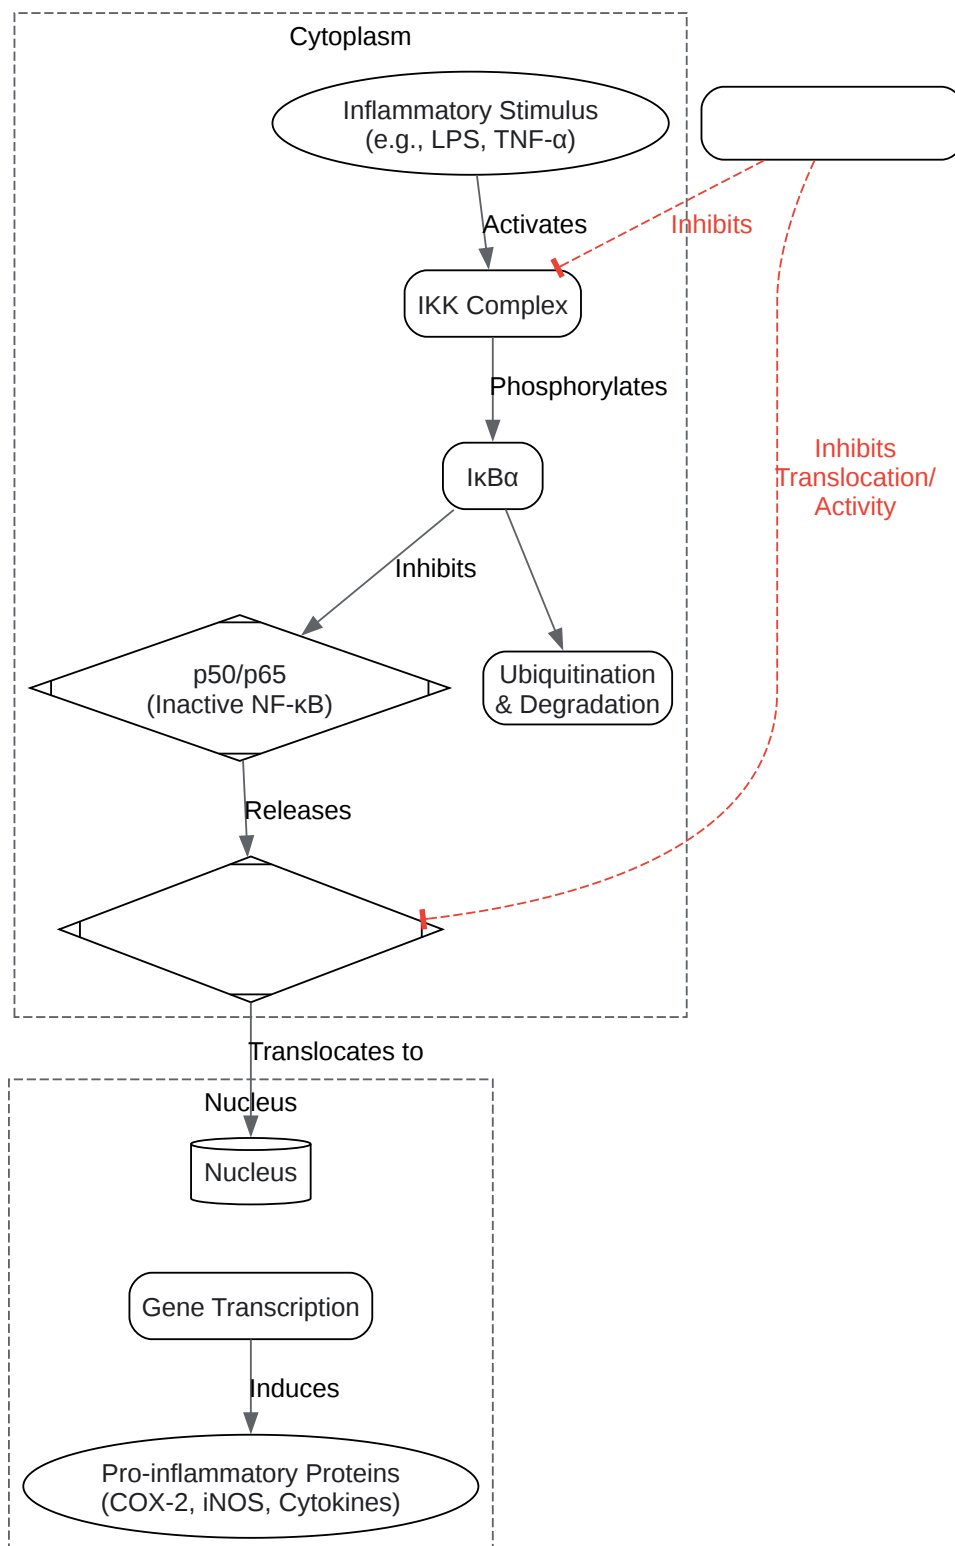 Cytoplasm
Inflammatory Stimulus
(e.g., LPS, TNF-α)
Activates
Inhibits
IKK Complex
Phosphorylates
Inhibits
Translocation/
Activity
IκBα
Inhibits
p50/p65
(Inactive NF-κB)
Ubiquitination
& Degradation
Releases
Translocates to
Nucleus
Nucleus
Gene Transcription
Induces
Pro-inflammatory Proteins
(COX-2, iNOS, Cytokines)